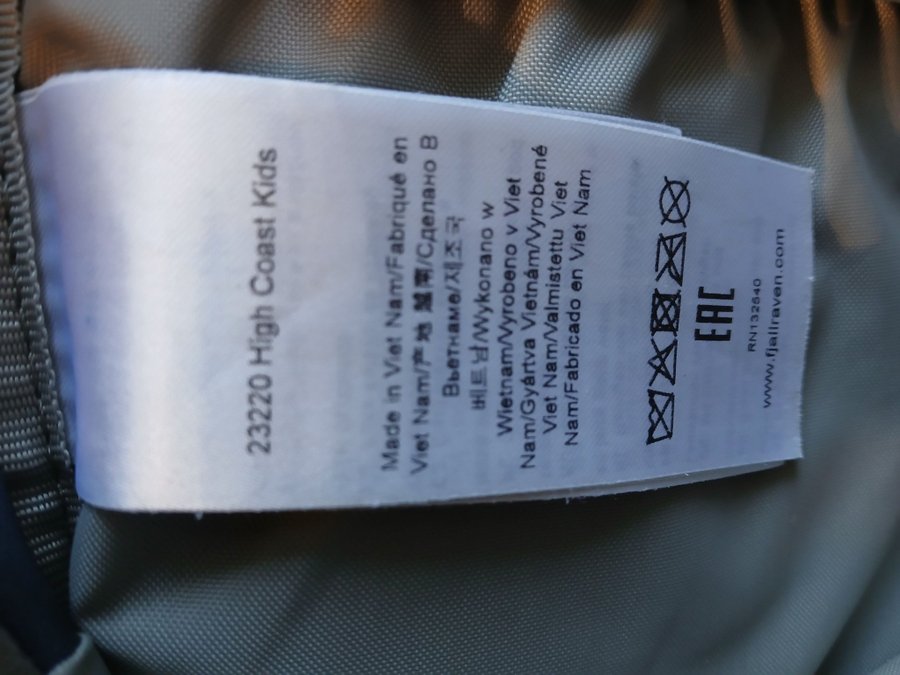 23220 High Coast Kids
Made in Viet Nam/Fabriqué en
Viet Nam/产地 越南/Сделано В
Вьетнаме/제조국
베트남/Wykonano w
Wietnam/Vyrobeno v Viet
Nam/Gyártva Vietnám/Vyrobené
Viet Nam/Valmistettu Viet
Nam/Fabricado en Viet Nam
EAC
RN132640
www.fjallraven.com